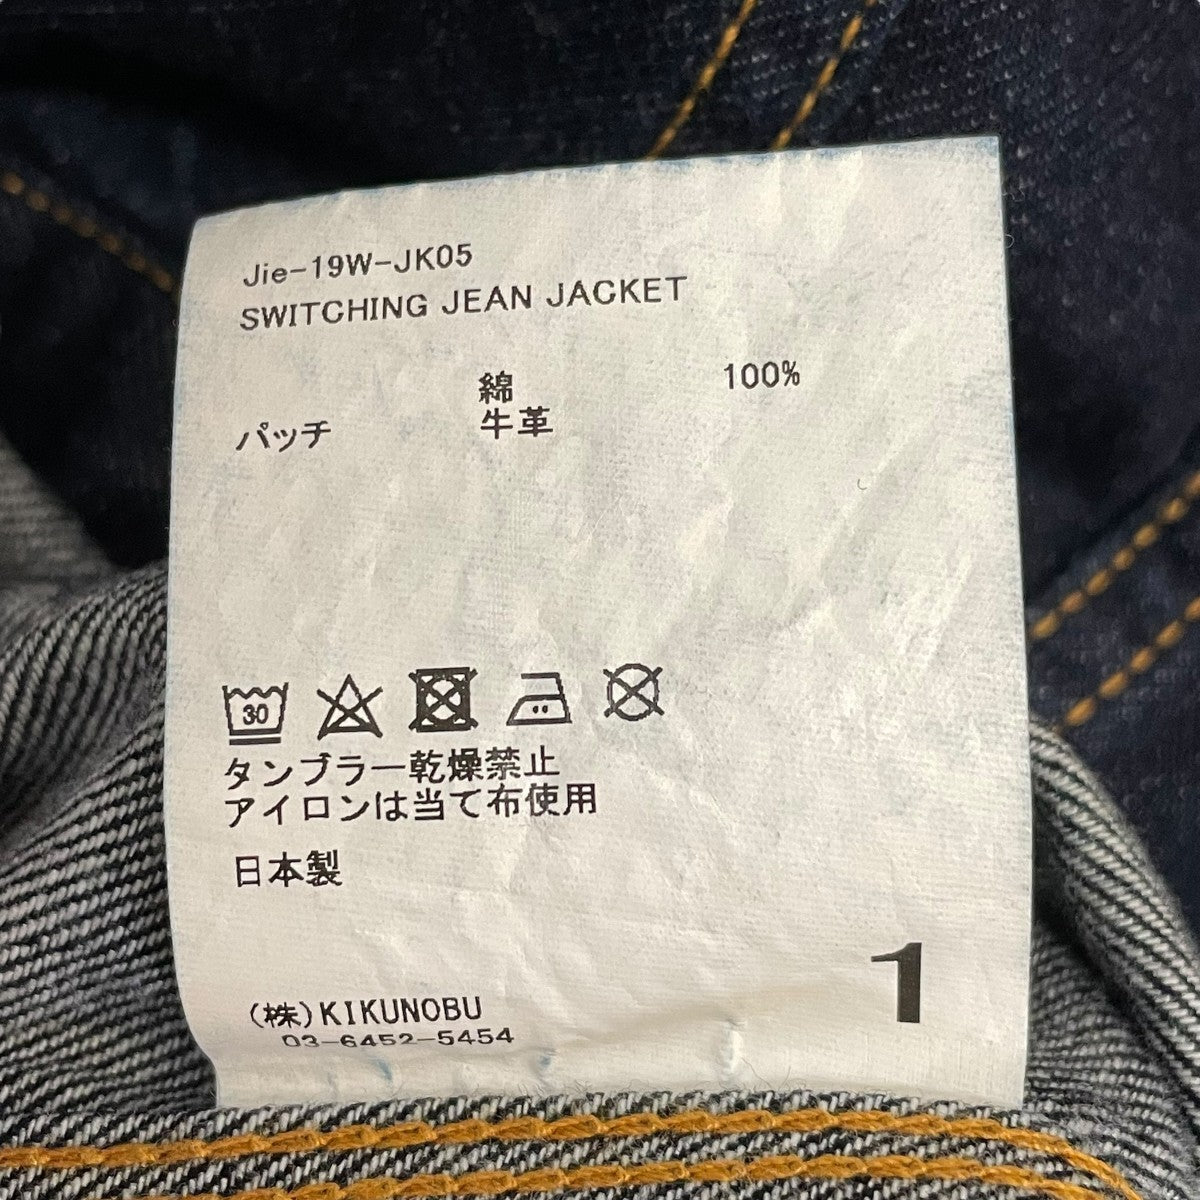 Jie-19W-JK05
SWITCHING JEAN JACKET
綿 100%
パッチ 牛革
30
タンブラー乾燥禁止
アイロンは当て布使用
日本製
1
(株)KIKUNOBU
03-6452-5454